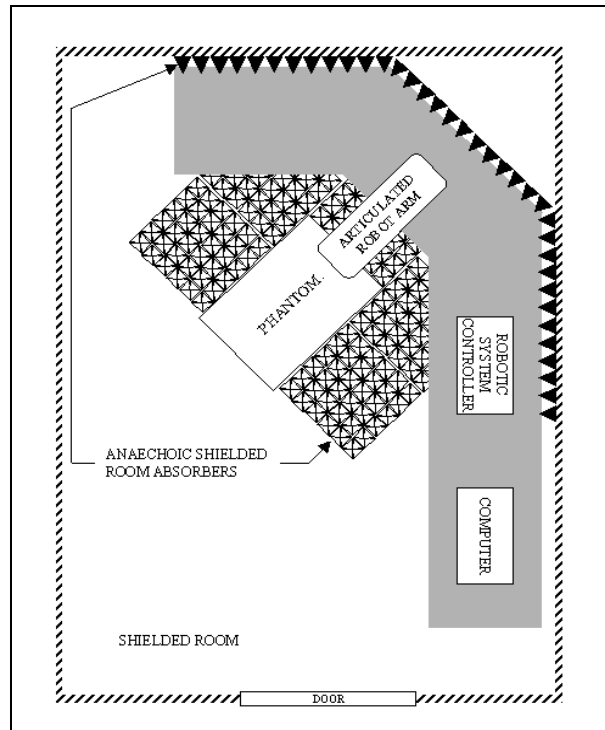 ARTICULATED
ROBOT ARM
PHANTOM.
ROBOTIC
SYSTEM
CONTROLLER
ANAECHOIC SHIELDED
ROOM ABSORBERS
COMPUTER
SHIELDED ROOM
DOOR